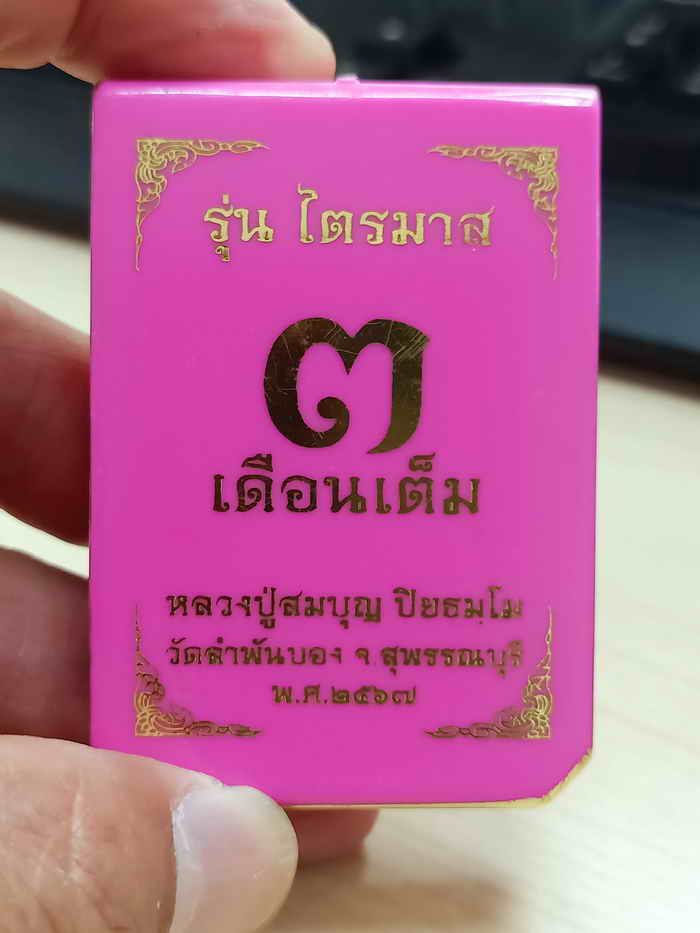 รุ่น ไตรมาส
๓
เดือนเต็ม
หลวงปู่สมบุญ ปิยธมฺโม
วัดลำพันบอง จ.สุพรรณบุรี
พ.ศ.๒๕๖๗